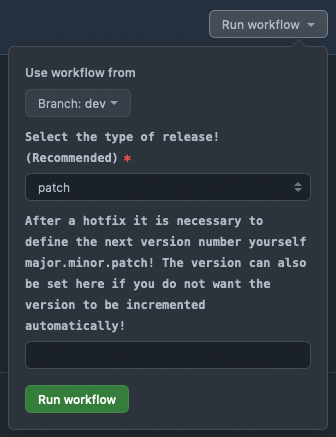 Run workflow
Use workflow from
Branch: dev
Select the type of release!
(Recommended) *
patch
After a hotfix it is necessary to
define the next version number yourself
major.minor.patch! The version can also
be set here if you do not want the
version to be incremented
automatically!
Run workflow